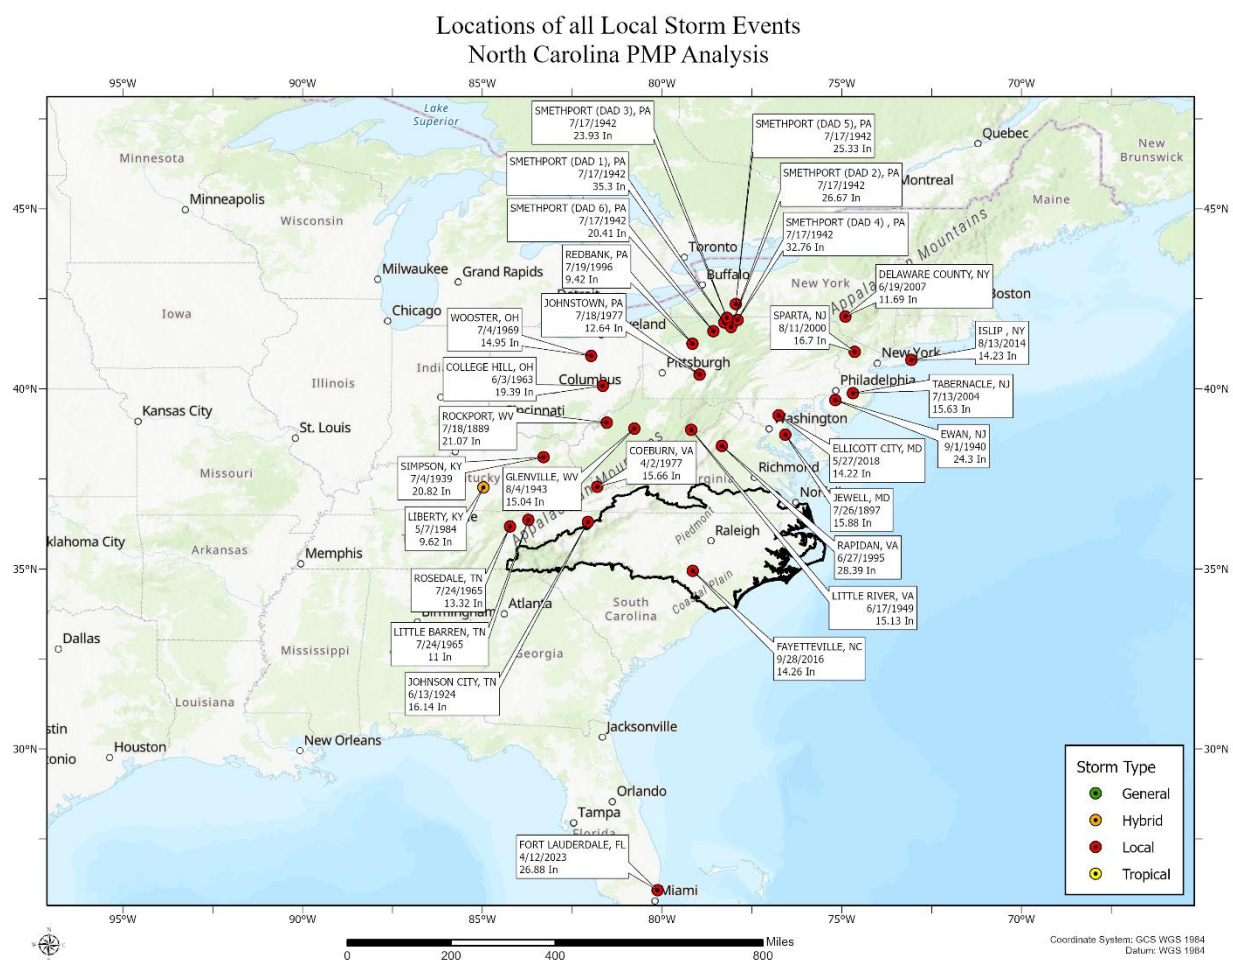 Locations of all Local Storm Events
North Carolina PMP Analysis
95°W
90°W
85°W
80°W
75°W
70°W
SMETHPORT (DAD 3), PA
7/17/1942
23.93 In
SMETHPORT (DAD 5), PA
7/17/1942
25.33 In
SMETHPORT (DAD 1), PA
7/17/1942
35.3 In
SMETHPORT (DAD 2), PA
7/17/1942
26.67 In
SMETHPORT (DAD 6), PA
7/17/1942
20.41 In
SMETHPORT (DAD 4) , PA
7/17/1942
32.76 In
REDBANK, PA
7/19/1996
9.42 In
DELAWARE COUNTY, NY
6/19/2007
11.69 In
JOHNSTOWN, PA
7/18/1977
12.64 In
WOOSTER, OH
7/4/1969
14.95 In
SPARTA, NJ
8/11/2000
16.7 In
ISLIP , NY
8/13/2014
14.23 In
COLLEGE HILL, OH
6/3/1963
19.39 In
TABERNACLE, NJ
7/13/2004
15.63 In
ROCKPORT, WV
7/18/1889
21.07 In
EWAN, NJ
9/1/1940
24.3 In
ELLICOTT CITY, MD
5/27/2018
14.22 In
COEBURN, VA
4/2/1977
15.66 In
SIMPSON, KY
7/4/1939
20.82 In
GLENVILLE, WV
8/4/1943
15.04 In
JEWELL, MD
7/26/1897
15.88 In
LIBERTY, KY
5/7/1984
9.62 In
RAPIDAN, VA
6/27/1995
28.39 In
ROSEDALE, TN
7/24/1965
13.32 In
LITTLE RIVER, VA
6/17/1949
15.13 In
LITTLE BARREN, TN
7/24/1965
11 In
FAYETTEVILLE, NC
9/28/2016
14.26 In
JOHNSON CITY, TN
6/13/1924
16.14 In
FORT LAUDERDALE, FL
4/12/2023
26.88 In
Lake
Superior
Quebec
New
Brunswick
Minnesota
Montreal
Maine
Minneapolis
Wisconsin
45°N
45°N
Toronto
Appalachian Mountains
Milwaukee
Grand Rapids
Buffalo
New York
Boston
Chicago
Iowa
Pittsburgh
New York
Illinois
Columbus
Philadelphia
40°N
40°N
Kansas City
St. Louis
Washington
Missouri
Richmond
Appalachian Mountains
Piedmont
Raleigh
Arkansas
Memphis
35°N
35°N
Coastal Plain
Atlanta
South
Carolina
Dallas
Mississippi
Georgia
Louisiana
Jacksonville
30°N
30°N
Houston
New Orleans
Orlando
Tampa
Florida
Miami
Storm Type
General
Hybrid
Local
Tropical
95°W
90°W
85°W
80°W
75°W
70°W
0
200
400
800
Miles
Coordinate System: GCS WGS 1984
Datum: WGS 1984